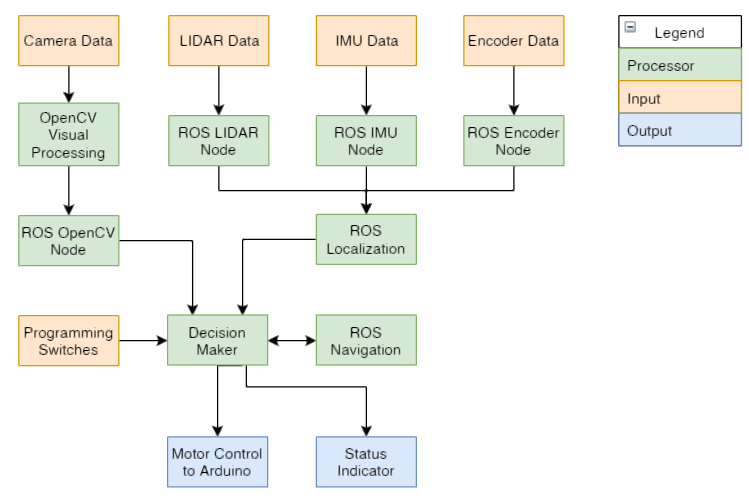 Camera Data
LIDAR Data
IMU Data
Encoder Data
Legend
Processor
Input
Output
OpenCV
Visual
Processing
ROS LIDAR
Node
ROS IMU
Node
ROS Encoder
Node
ROS OpenCV
Node
ROS
Localization
Programming
Switches
Decision
Maker
ROS
Navigation
Motor Control
to Arduino
Status
Indicator